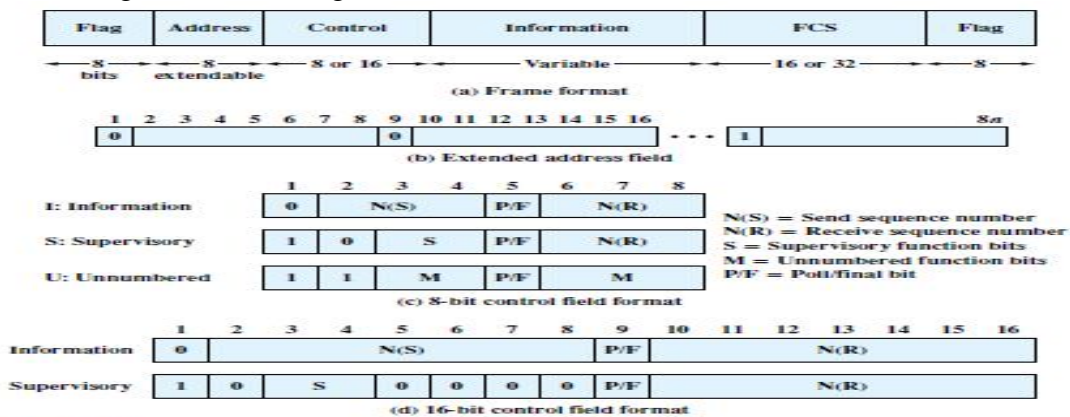 Flag Address Control Information FCS Flag
8 bits 8 extendable 8 or 16 Variable 16 or 32 8
(a) Frame format
1 2 3 4 5 6 7 8 9 10 11 12 13 14 15 16 8n
0 0 • • • 1
(b) Extended address field
1 2 3 4 5 6 7 8
I: Information 0 N(S) P/F N(R)
S: Supervisory 1 0 S P/F N(R)
U: Unnumbered 1 1 M P/F M
N(S) = Send sequence number
N(R) = Receive sequence number
S = Supervisory function bits
M = Unnumbered function bits
P/F = Poll/final bit
(c) 8-bit control field format
1 2 3 4 5 6 7 8 9 10 11 12 13 14 15 16
Information 0 N(S) P/F N(R)
Supervisory 1 0 S 0 0 0 0 P/F N(R)
(d) 16-bit control field format